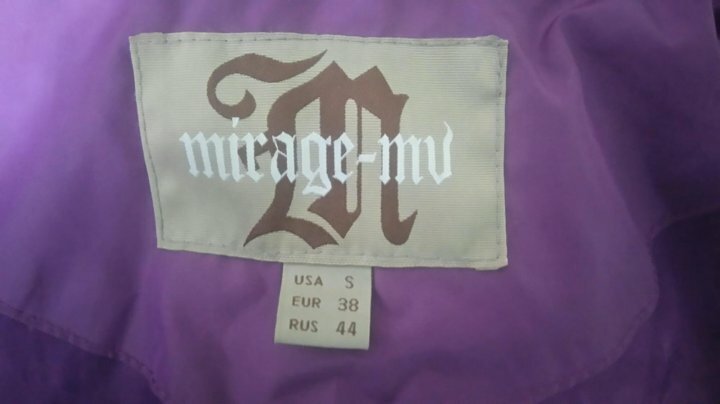 M
mirage-mv
USA S
EUR 38
RUS 44